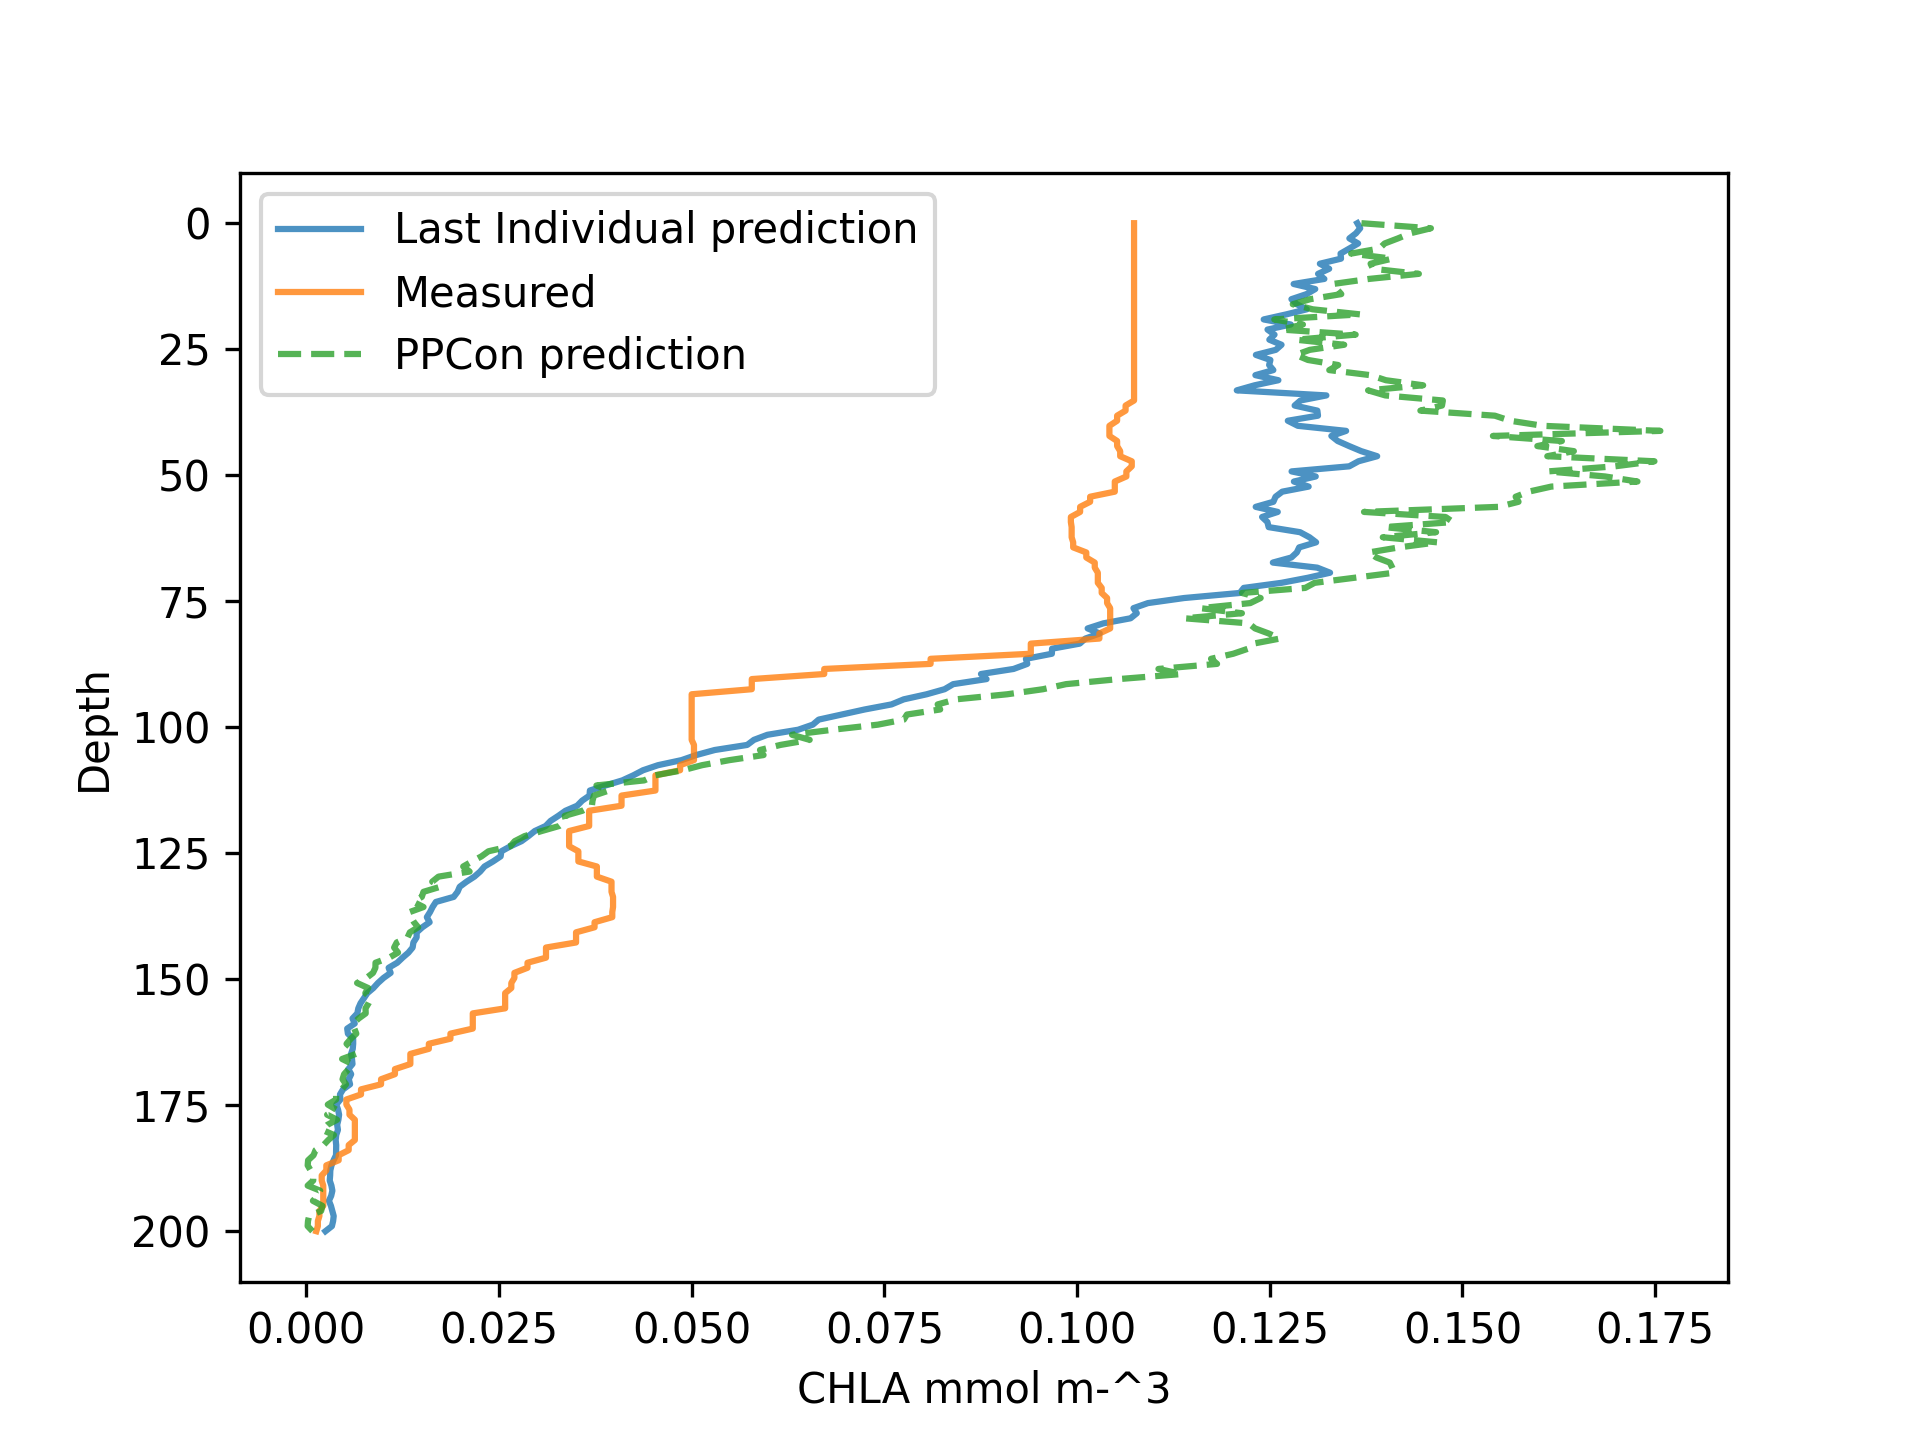 Last Individual prediction
Measured
PPCon prediction
0
25
50
75
100
125
150
175
200
Depth
0.000 0.025 0.050 0.075 0.100 0.125 0.150 0.175
CHLA mmol m-^3